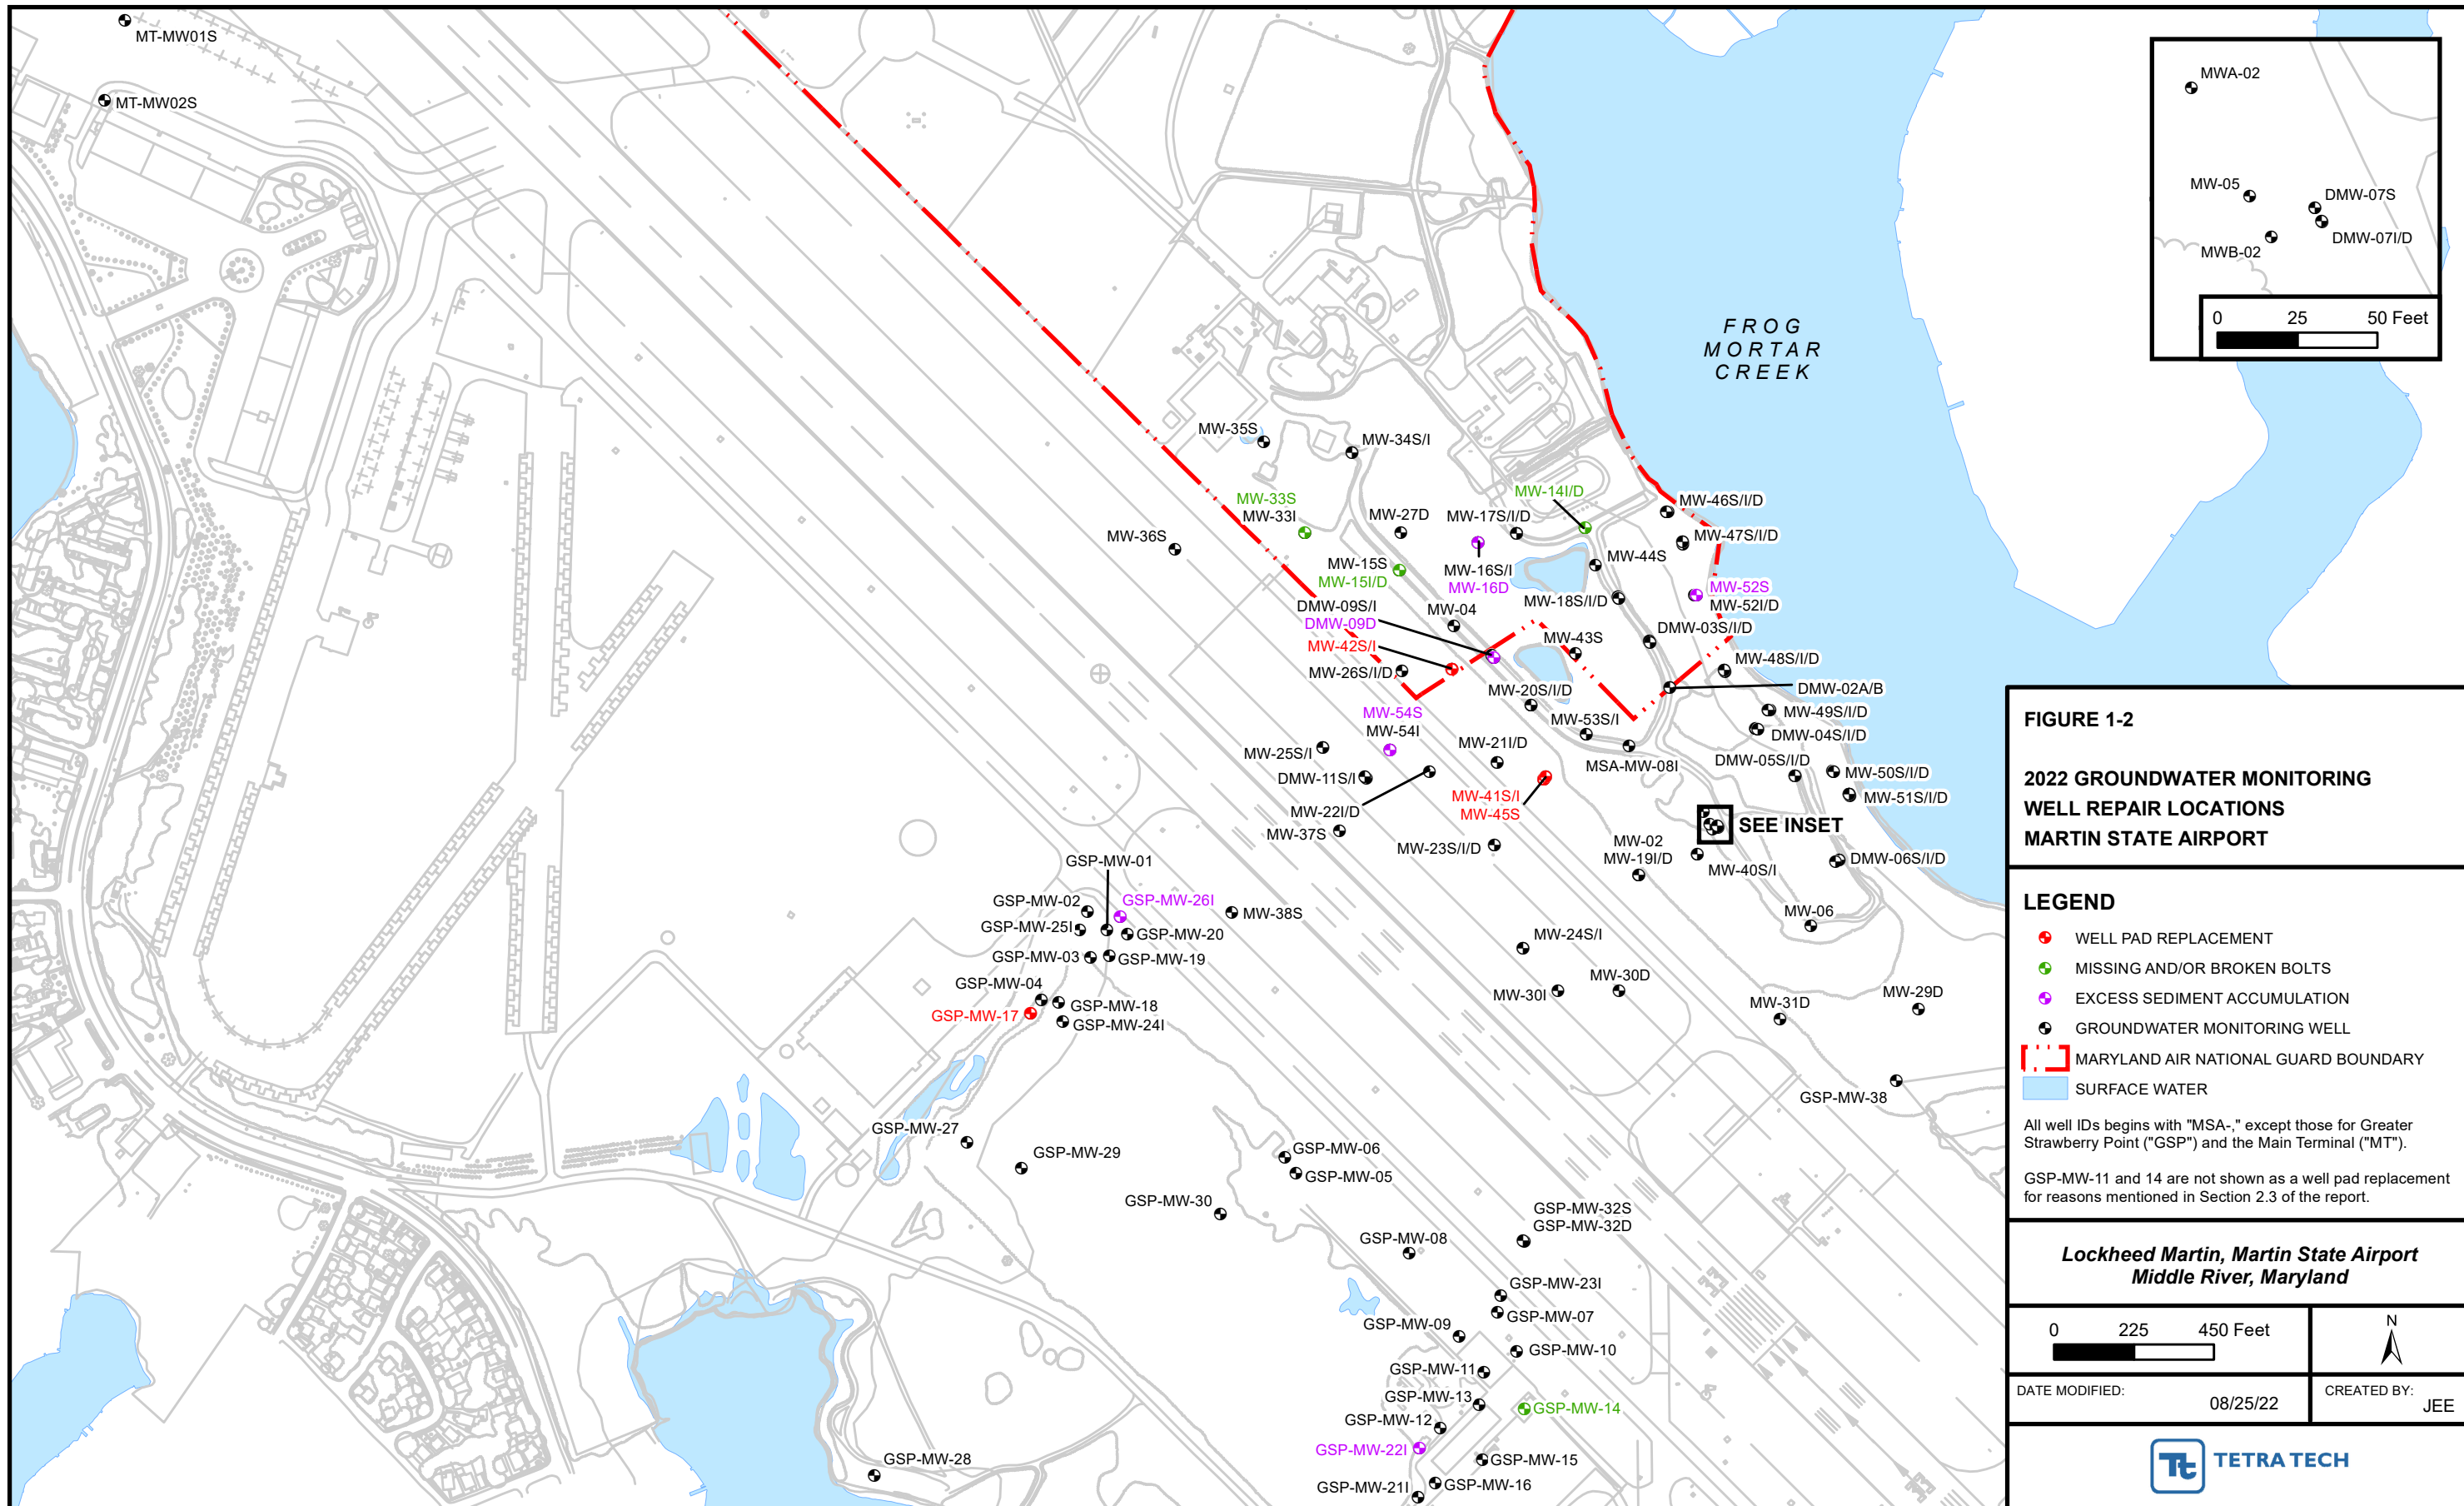 MT-MW01S
MT-MW02S
FROG
MORTAR
CREEK
MWA-02
MW-05
DMW-07S
DMW-07I/D
MWB-02
0 25 50 Feet
MW-35S
MW-34S/I
MW-33S
MW-33I
MW-27D
MW-17S/I/D
MW-14I/D
MW-46S/I/D
MW-47S/I/D
MW-36S
MW-15S
MW-15I/D
MW-16S/I
MW-16D
MW-44S
MW-52S
MW-52I/D
MW-18S/I/D
DMW-09S/I
DMW-09D
MW-04
MW-42S/I
MW-43S
DMW-03S/I/D
MW-26S/I/D
MW-48S/I/D
MW-20S/I/D
DMW-02A/B
MW-54S
MW-54I
MW-53S/I
MW-49S/I/D
DMW-04S/I/D
MW-25S/I
MW-21I/D
MSA-MW-08I
DMW-05S/I/D
MW-50S/I/D
DMW-11S/I
MW-41S/I
MW-45S
MW-51S/I/D
MW-22I/D
MW-37S
SEE INSET
MW-23S/I/D
MW-02
MW-19I/D
MW-40S/I
DMW-06S/I/D
GSP-MW-01
GSP-MW-02
GSP-MW-26I
MW-38S
MW-06
GSP-MW-25I
GSP-MW-20
MW-24S/I
GSP-MW-03
GSP-MW-19
GSP-MW-04
GSP-MW-18
GSP-MW-17
GSP-MW-24I
MW-30I
MW-30D
MW-31D
MW-29D
GSP-MW-38
GSP-MW-27
GSP-MW-29
GSP-MW-06
GSP-MW-05
GSP-MW-30
GSP-MW-32S
GSP-MW-32D
GSP-MW-08
GSP-MW-23I
GSP-MW-07
GSP-MW-09
GSP-MW-10
GSP-MW-11
GSP-MW-13
GSP-MW-14
GSP-MW-12
GSP-MW-22I
GSP-MW-15
GSP-MW-28
GSP-MW-21I
GSP-MW-16
FIGURE 1-2
2022 GROUNDWATER MONITORING
WELL REPAIR LOCATIONS
MARTIN STATE AIRPORT
LEGEND
WELL PAD REPLACEMENT
MISSING AND/OR BROKEN BOLTS
EXCESS SEDIMENT ACCUMULATION
GROUNDWATER MONITORING WELL
MARYLAND AIR NATIONAL GUARD BOUNDARY
SURFACE WATER
All well IDs begins with "MSA-," except those for Greater
Strawberry Point ("GSP") and the Main Terminal ("MT").
GSP-MW-11 and 14 are not shown as a well pad replacement
for reasons mentioned in Section 2.3 of the report.
Lockheed Martin, Martin State Airport
Middle River, Maryland
0 225 450 Feet
N
DATE MODIFIED: 08/25/22
CREATED BY: JEE
Tt TETRA TECH